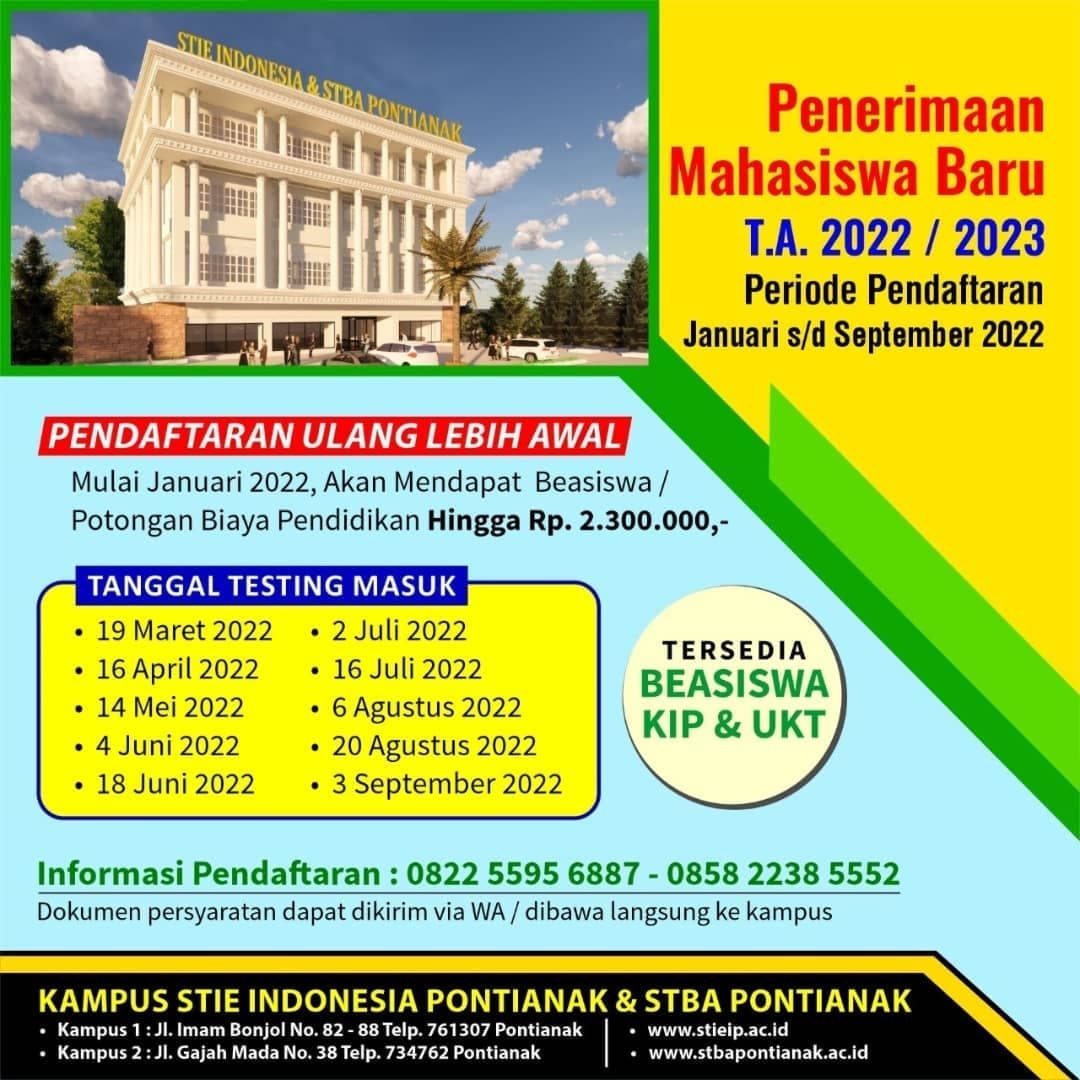 STIE INDONESIA & STBA PONTIANAK
Penerimaan
Mahasiswa Baru
T.A. 2022 / 2023
Periode Pendaftaran
Januari s/d September 2022
PENDAFTARAN ULANG LEBIH AWAL
Mulai Januari 2022, Akan Mendapat Beasiswa /
Potongan Biaya Pendidikan Hingga Rp. 2.300.000,-
TANGGAL TESTING MASUK
• 19 Maret 2022
• 16 April 2022
• 14 Mei 2022
• 4 Juni 2022
• 18 Juni 2022
• 2 Juli 2022
• 16 Juli 2022
• 6 Agustus 2022
• 20 Agustus 2022
• 3 September 2022
TERSEDIA
BEASISWA
KIP & UKT
Informasi Pendaftaran : 0822 5595 6887 - 0858 2238 5552
Dokumen persyaratan dapat dikirim via WA / dibawa langsung ke kampus
KAMPUS STIE INDONESIA PONTIANAK & STBA PONTIANAK
• Kampus 1 : Jl. Imam Bonjol No. 82 - 88 Telp. 761307 Pontianak
• Kampus 2 : Jl. Gajah Mada No. 38 Telp. 734762 Pontianak
• www.stieip.ac.id
• www.stbapontianak.ac.id